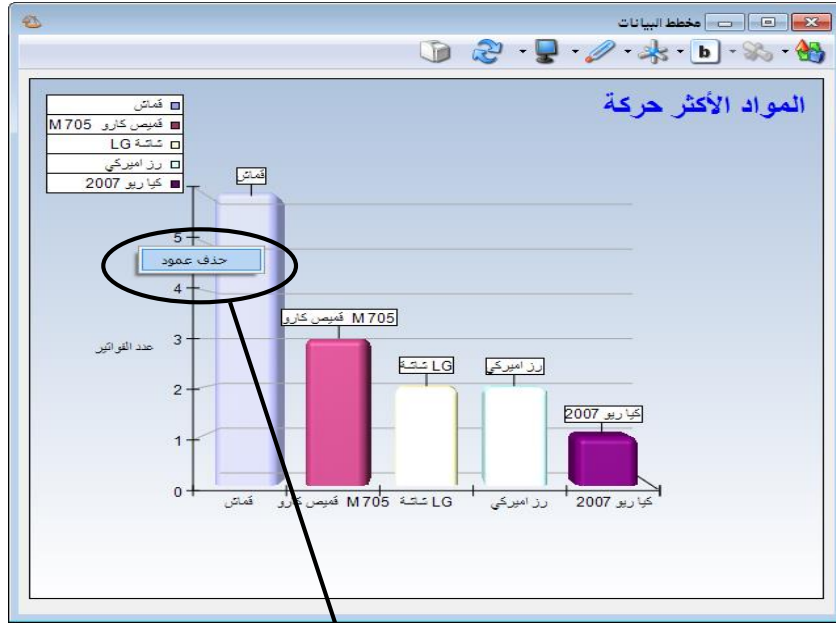 مخطط البيانات
b
المواد الأكثر حركة
قماش
قميص كارو M 705
شاشة LG
رز اميركي
كيا ريو 2007
قماش
5
حذف عمود
4
قميص كارو M 705
3
عدد الفواتير
شاشة LG
رز اميركي
2
كيا ريو 2007
1
0
قماش
قميص كارو M 705
شاشة LG
رز اميركي
كيا ريو 2007